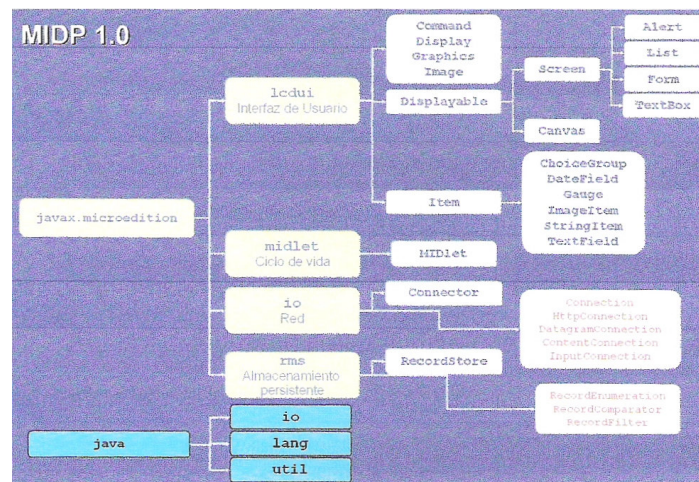 MIDP 1.0
Command
Display
Graphics
Image
Alert
List
Form
TextBox
Screen
lcdui
Interfaz de Usuario
Displayable
Canvas
ChoiceGroup
DateField
Gauge
ImageItem
StringItem
TextField
Item
javax.microedition
midlet
Ciclo de vida
MIDlet
io
Red
Connector
Connection
HttpConnection
DatagramConnection
ContentConnection
InputConnection
rms
Almacenamiento
persistente
RecordStore
RecordEnumeration
RecordComparator
RecordFilter
java
io
lang
util